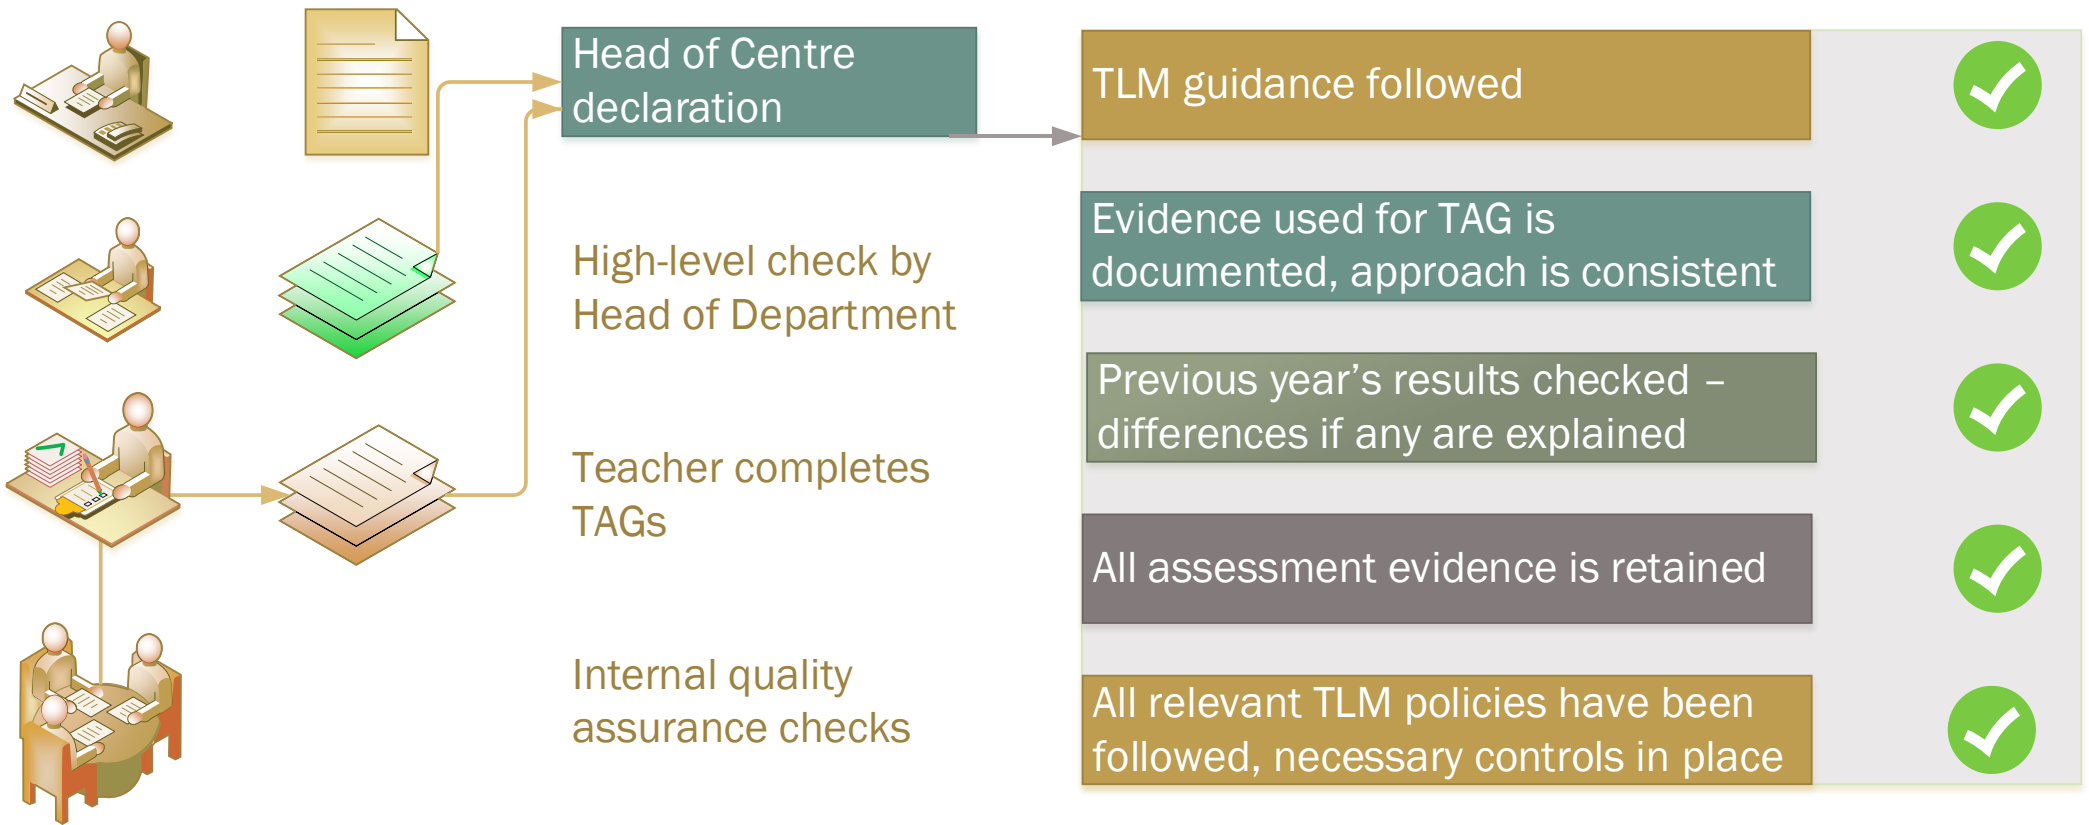 Head of Centre
declaration
High-level check by
Head of Department
Teacher completes
TAGs
Internal quality
assurance checks
TLM guidance followed
Evidence used for TAG is
documented, approach is consistent
Previous year’s results checked –
differences if any are explained
All assessment evidence is retained
All relevant TLM policies have been
followed, necessary controls in place